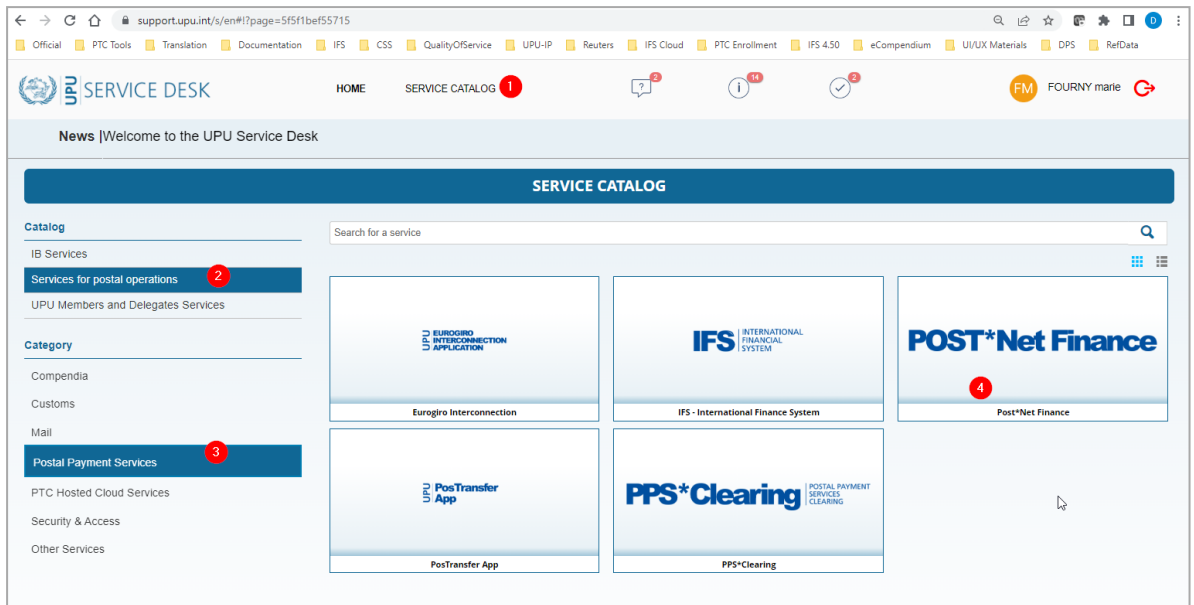 support.upu.int/s/en#!?page=5f5f1bef55715
D
Official PTC Tools Translation Documentation IFS CSS QualityOfService UPU-IP Reuters IFS Cloud PTC Enrollment IFS 4.50 eCompendium UI/UX Materials DPS RefData
UPU SERVICE DESK HOME SERVICE CATALOG 1 ? 2 i 14 2 FM FOURNY marie
News |Welcome to the UPU Service Desk
SERVICE CATALOG
Catalog
IB Services
Services for postal operations 2
UPU Members and Delegates Services
Category
Compendia
Customs
Mail
Postal Payment Services 3
PTC Hosted Cloud Services
Security & Access
Other Services
Search for a service
UPU EUROGIRO
INTERCONNECTION
APPLICATION
Eurogiro Interconnection
IFS INTERNATIONAL
FINANCIAL
SYSTEM
IFS - International Finance System
POST*Net Finance
4
Post*Net Finance
UPU PosTransfer
App
PosTransfer App
PPS*Clearing POSTAL PAYMENT
SERVICES
CLEARING
PPS*Clearing